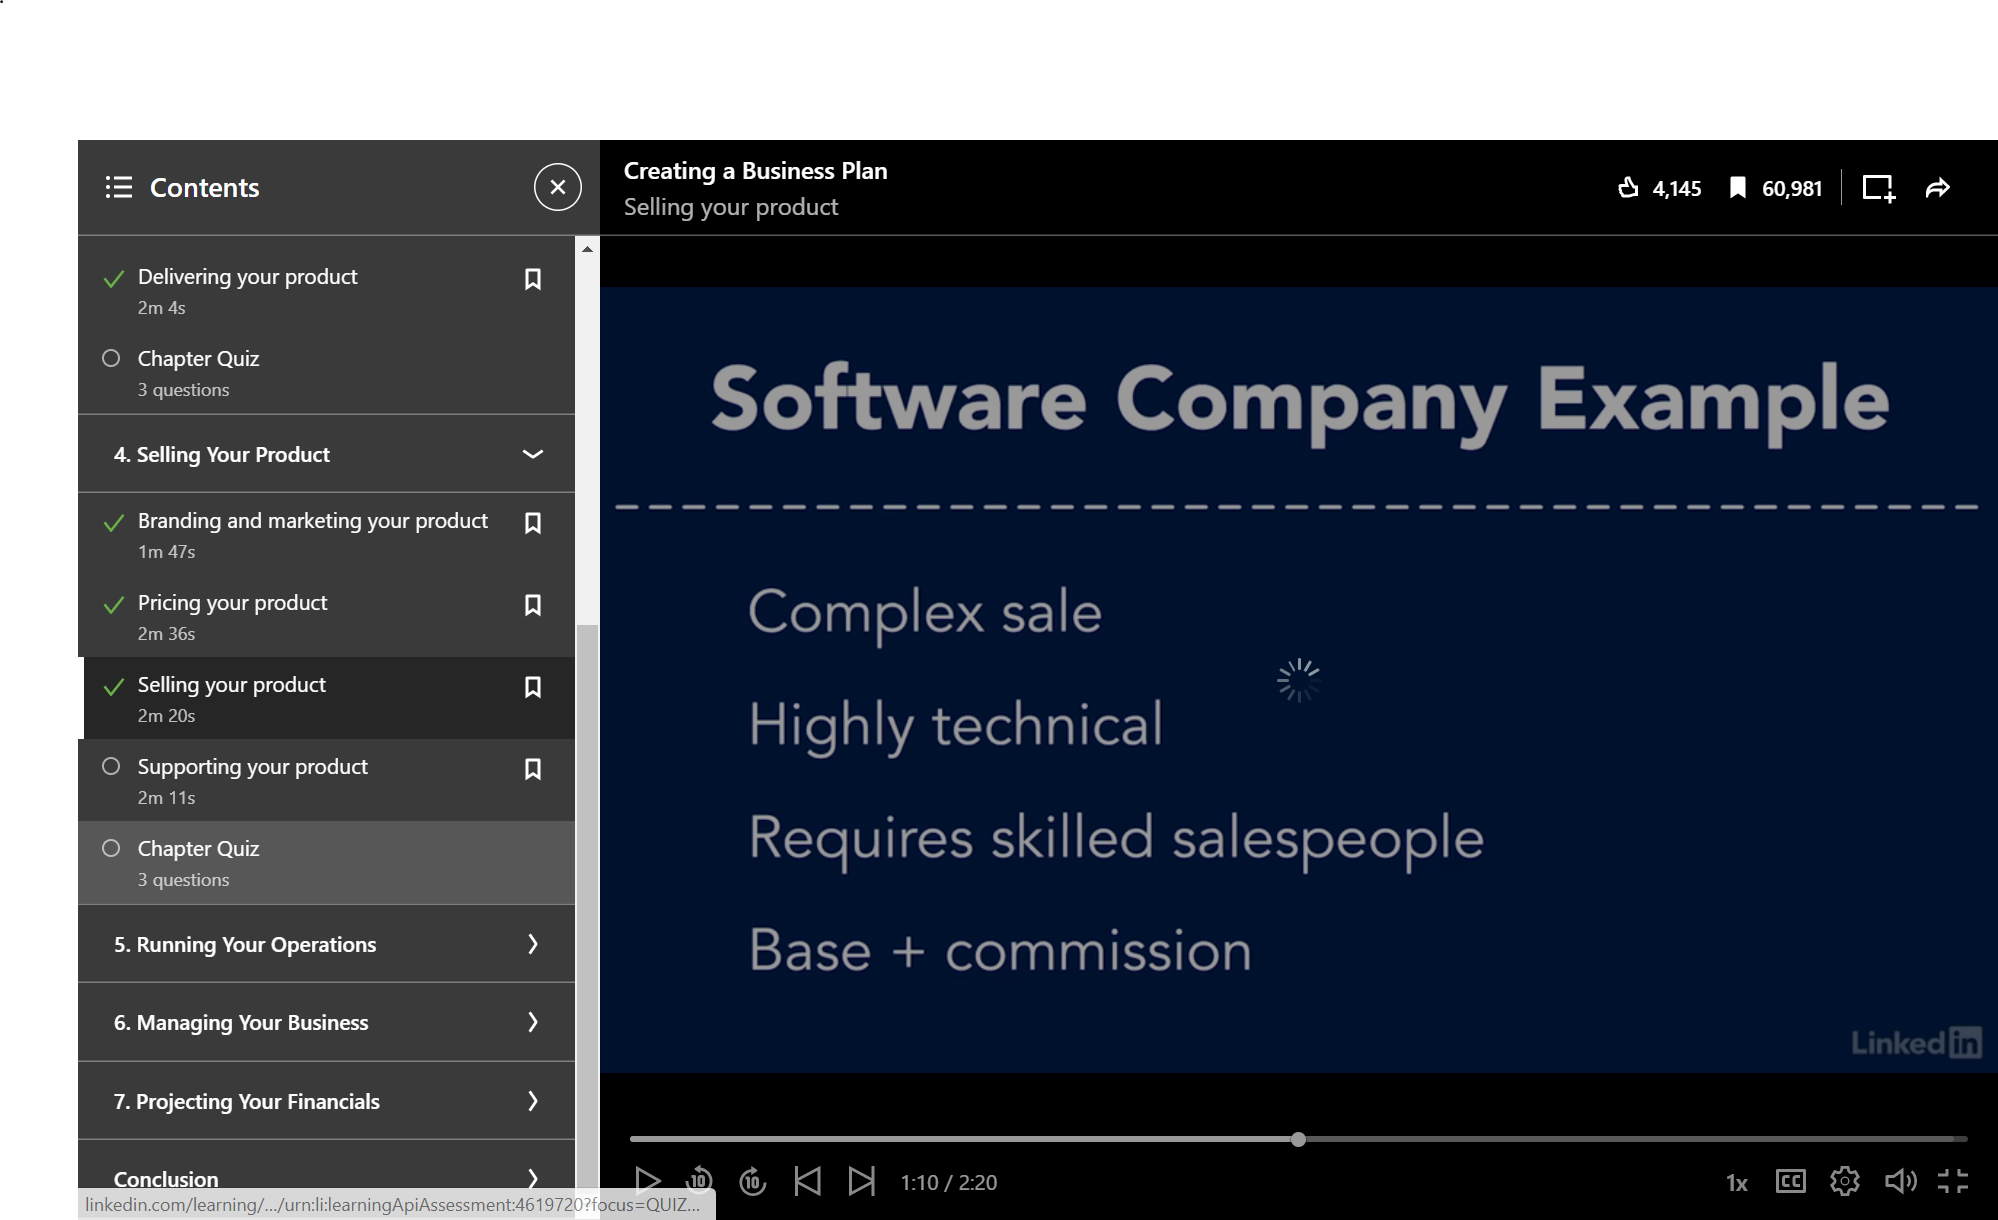 Contents
Delivering your product
2m 4s
Chapter Quiz
3 questions
4. Selling Your Product
Branding and marketing your product
1m 47s
Pricing your product
2m 36s
Selling your product
2m 20s
Supporting your product
2m 11s
Chapter Quiz
3 questions
5. Running Your Operations
6. Managing Your Business
7. Projecting Your Financials
Conclusion
linkedin.com/learning/.../urn:li:learningApiAssessment:4619720?focus=QUIZ...
Creating a Business Plan
Selling your product
4,145 60,981
Software Company Example
Complex sale
Highly technical
Requires skilled salespeople
Base + commission
Linked in
10 10 1:10 / 2:20 1x CC